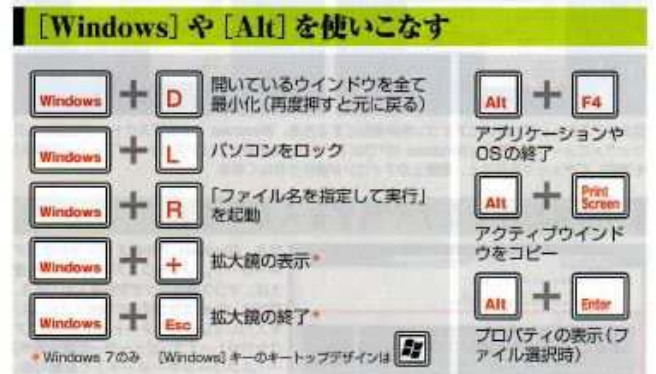 [Windows] や [Alt] を使いこなす
Windows + D 開いているウインドウを全て
最小化(再度押すと元に戻る)
Windows + L パソコンをロック
Windows + R 「ファイル名を指定して実行」
を起動
Windows + + 拡大鏡の表示*
Windows + Esc 拡大鏡の終了*
* Windows 7のみ [Windows] キーのキートップデザインは
Alt + F4
アプリケーションや
OSの終了
Alt + Print Screen
アクティブウインド
ウをコピー
Alt + Enter
プロパティの表示(フ
ァイル選択時)